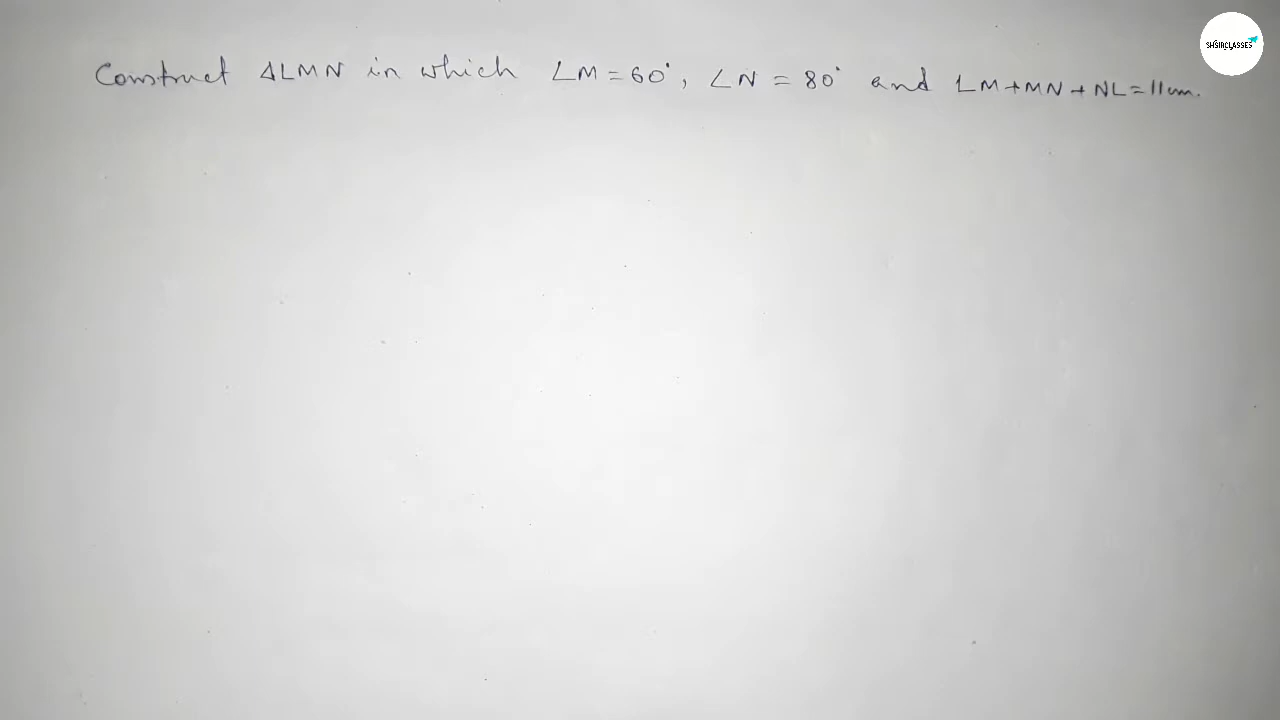 Construct ΔLMN in which ∠M = 60°, ∠N = 80° and LM+MN+NL=11cm.
SHSIRCLASSES